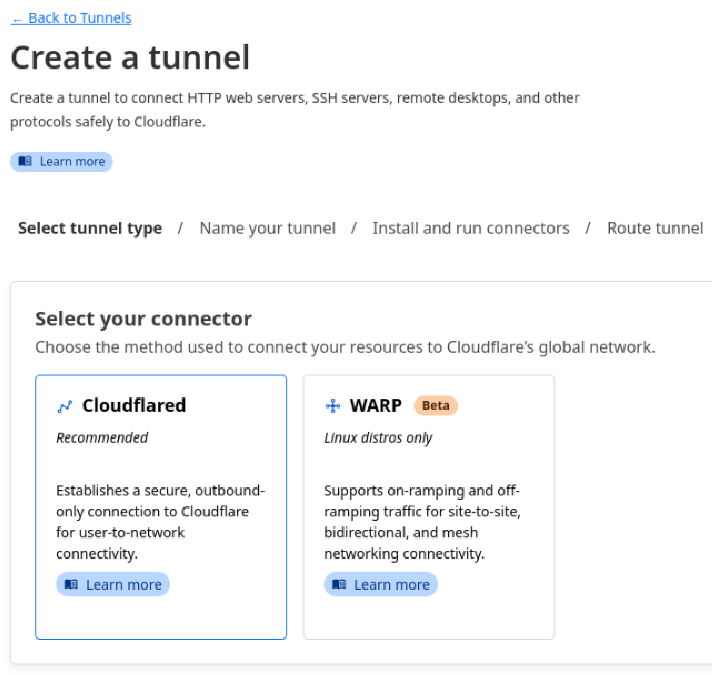 ← Back to Tunnels
Create a tunnel
Create a tunnel to connect HTTP web servers, SSH servers, remote desktops, and other
protocols safely to Cloudflare.
Learn more
Select tunnel type / Name your tunnel / Install and run connectors / Route tunnel
Select your connector
Choose the method used to connect your resources to Cloudflare's global network.
Cloudflared
Recommended
Establishes a secure, outbound-
only connection to Cloudflare
for user-to-network
connectivity.
Learn more
WARP Beta
Linux distros only
Supports on-ramping and off-
ramping traffic for site-to-site,
bidirectional, and mesh
networking connectivity.
Learn more